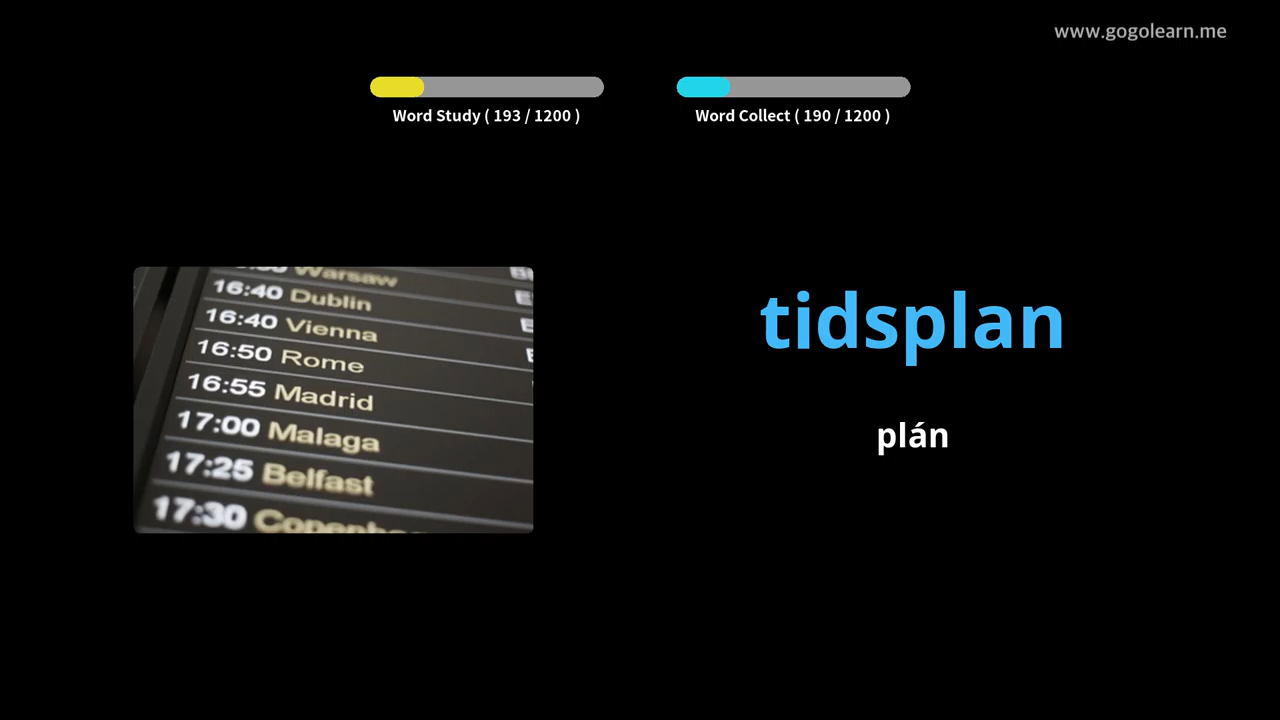 www.gogolearn.me
Word Study ( 193 / 1200 )
Word Collect ( 190 / 1200 )
Warsaw
16:40 Dublin
16:40 Vienna
16:50 Rome
16:55 Madrid
17:00 Malaga
17:25 Belfast
17:30
tidsplan
plán